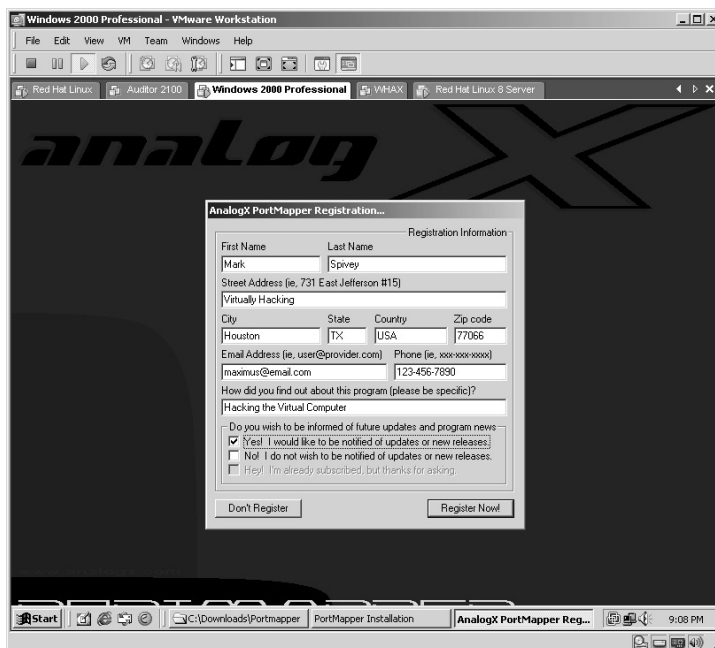 Windows 2000 Professional - VMware Workstation
File Edit View VM Team Windows Help
Red Hat Linux Auditor 2100 Windows 2000 Professional WHAX Red Hat Linux 8 Server
analog X
AnalogX PortMapper Registration...
Registration Information
First Name Last Name
Mark Spivey
Street Address (ie, 731 East Jefferson #15)
Virtually Hacking
City State Country Zip code
Houston TX USA 77066
Email Address (ie, user@provider.com) Phone (ie, xxx-xxx-xxxx)
maximus@email.com 123-456-7890
How did you find out about this program (please be specific)?
Hacking the Virtual Computer
Do you wish to be informed of future updates and program news
Yes! I would like to be notified of updates or new releases.
No! I do not wish to be notified of updates or new releases.
Hey! I'm already subscribed, but thanks for asking.
Don't Register Register Now!
Start C:\Downloads\Portmapper PortMapper Installation AnalogX PortMapper Reg... 9:08 PM